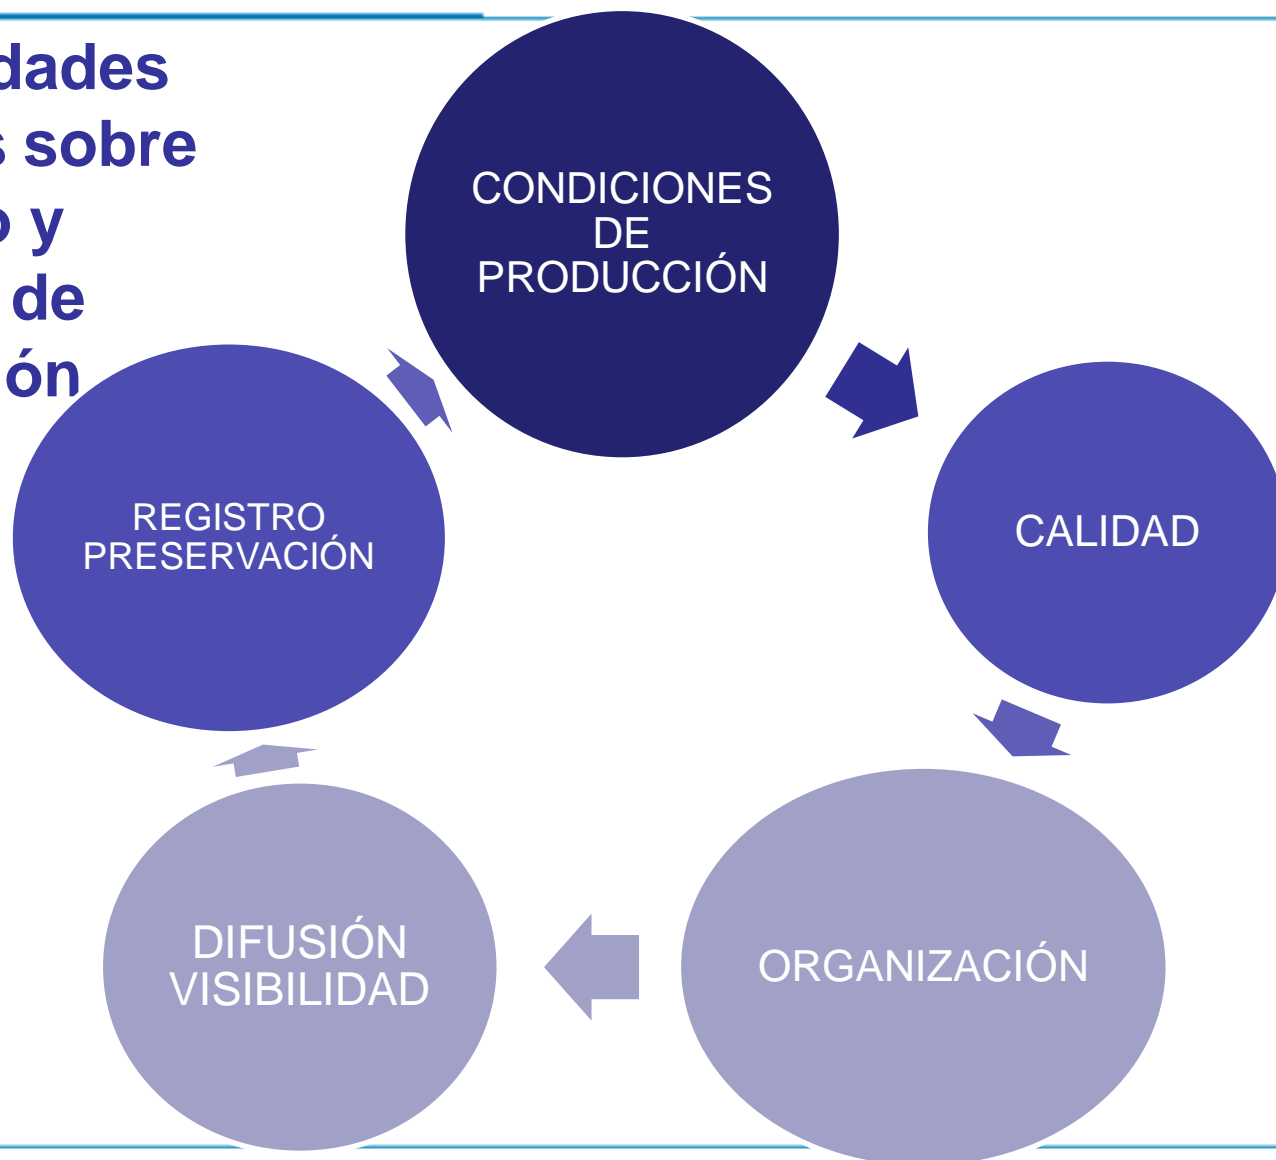 dades
s sobre
o y
de
ón
CONDICIONES
DE
PRODUCCIÓN
CALIDAD
ORGANIZACIÓN
DIFUSIÓN
VISIBILIDAD
REGISTRO
PRESERVACIÓN